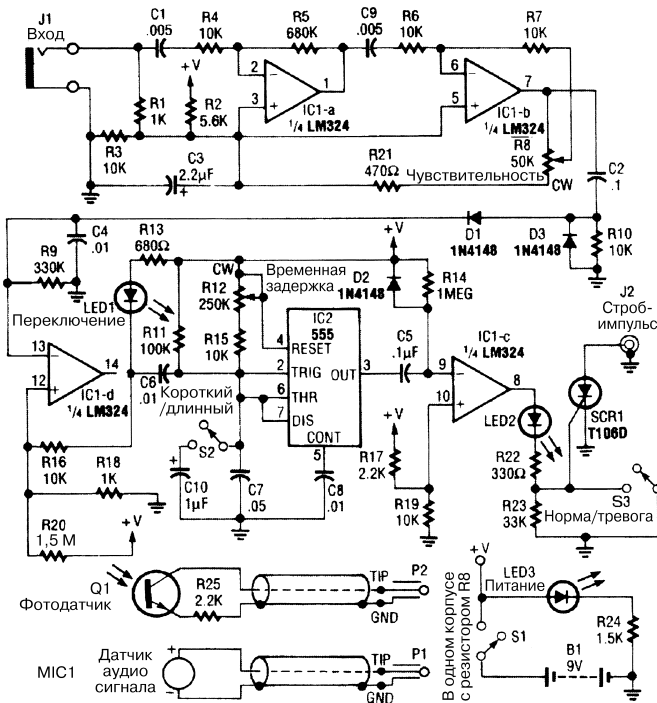 J1
Вход
C1
.005
R4
10K
R5
680K
C9
.005
R6
10K
R7
10K
+V
2
3
1
IC1-a
1/4 LM324
6
5
7
IC1-b
1/4 LM324
R1
1K
R2
5.6K
R3
10K
C3
2.2µF
+
R21
470Ω
R8
50K
Чувствительность
CW
C2
.1
C4
.01
R9
330K
R13
680Ω
+V
D1
1N4148
D3
1N4148
R10
10K
LED1
Переключение
CW
R12
250K
Временная
задержка
D2
1N4148
R14
1MEG
J2
Строб-
импульс
R11
100K
R15
10K
IC2
555
4
RESET
2
TRIG
OUT
3
6
THR
7
DIS
CONT
5
C5
.1µF
IC1-c
1/4 LM324
9
10
8
13
12
14
IC1-d
1/4 LM324
C6
.01
Короткий
/длинный
S2
SCR1
T106D
LED2
R16
10K
R18
1K
R20
1,5 М
+V
+
C10
1µF
C7
.05
C8
.01
R17
2.2K
R19
10K
R22
330Ω
R23
33K
S3
Норма/тревога
Q1
Фотодатчик
R25
2.2K
TIP
P2
GND
MIC1
Датчик
аудио
сигнала
+
−
TIP
P1
GND
В одном корпусе
с резистором R8
+V
LED3
Питание
S1
R24
1.5K
B1
9V